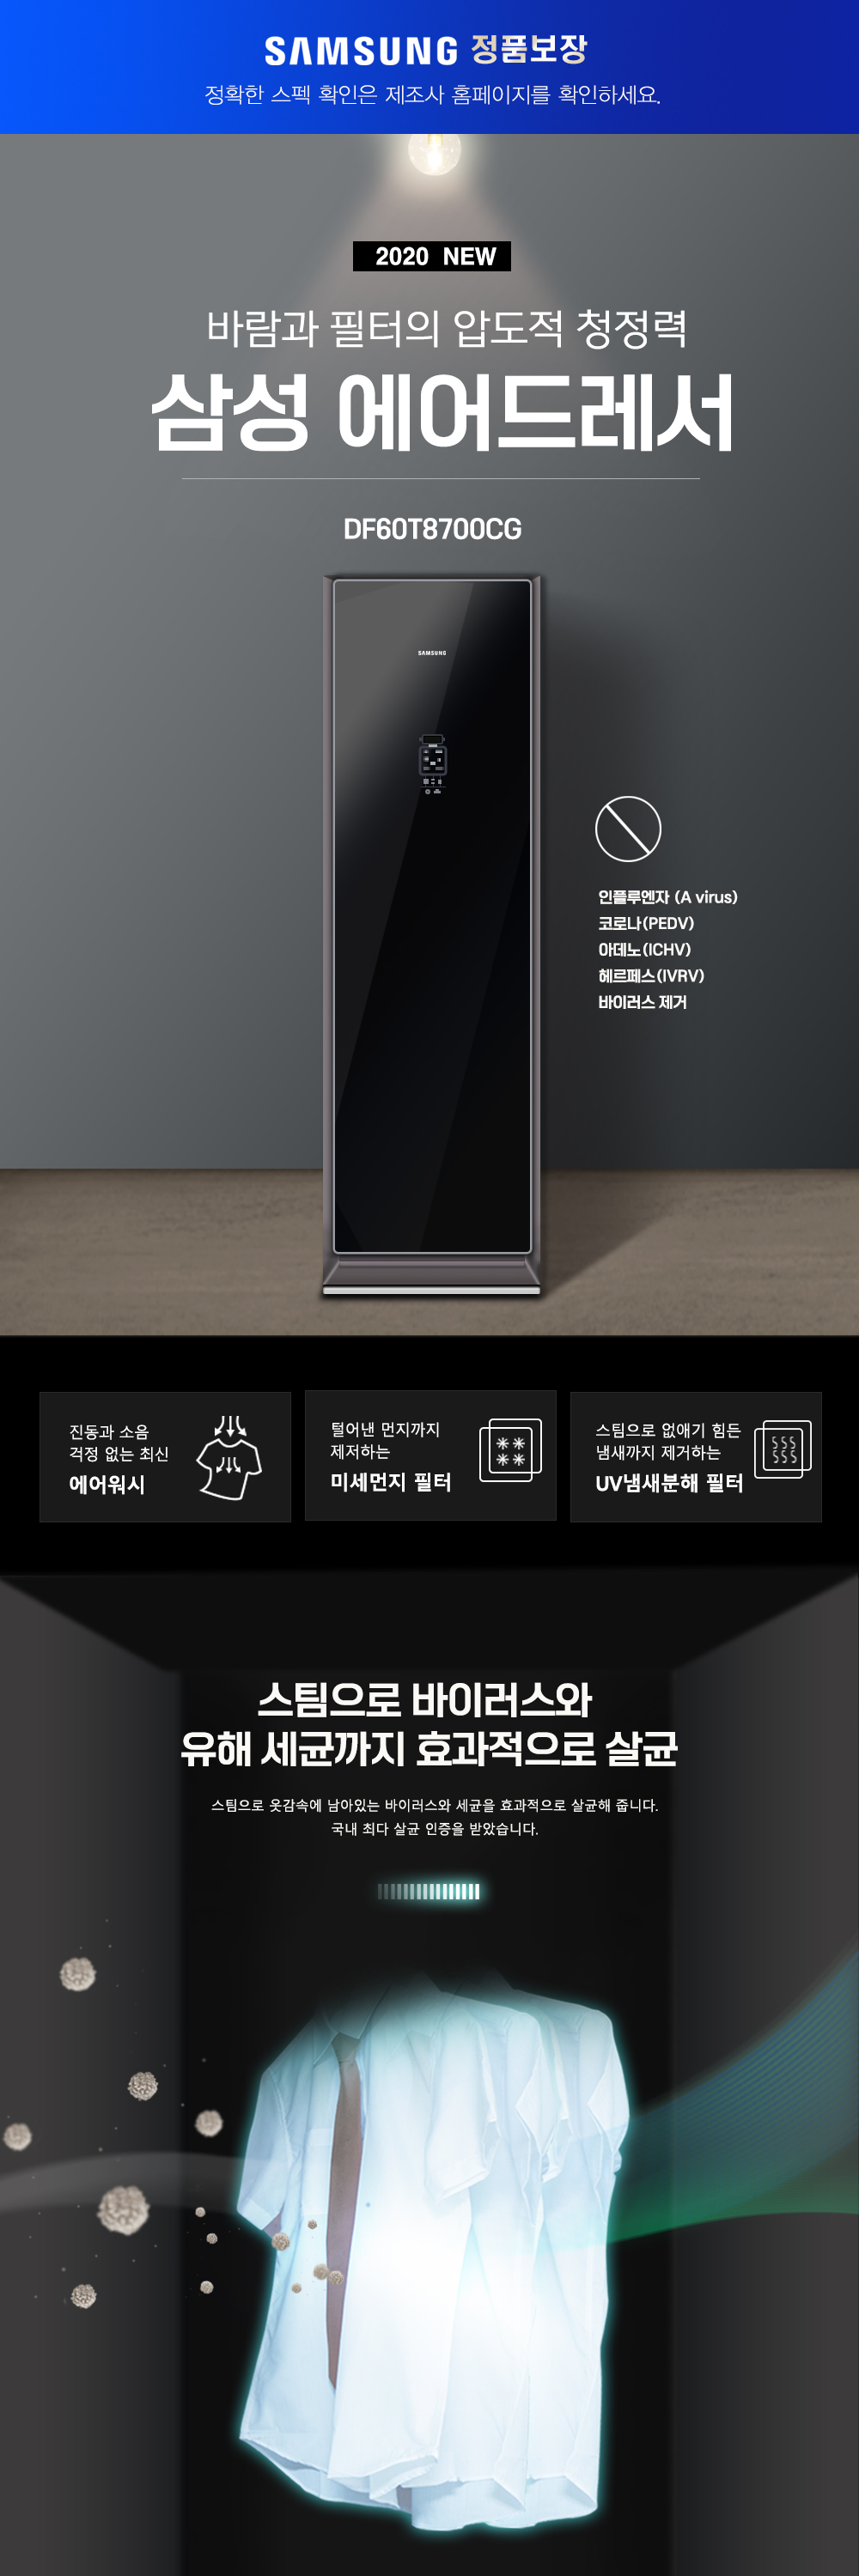 SAMSUNG 정품보장
정확한 스펙 확인은 제조사 홈페이지를 확인하세요.
2020 NEW
바람과 필터의 압도적 청정력
삼성 에어드레서
DF60T8700CG
SAMSUNG
인플루엔자 (A virus)
코로나(PEDV)
아데노(ICHV)
헤르페스(IVRV)
바이러스 제거
진동과 소음
걱정 없는 최신
에어워시
털어낸 먼지까지
제저하는
미세먼지 필터
스팀으로 없애기 힘든
냄새까지 제거하는
UV냄새분해 필터
스팀으로 바이러스와
유해 세균까지 효과적으로 살균
스팀으로 옷감속에 남아있는 바이러스와 세균을 효과적으로 살균해 줍니다.
국내 최다 살균 인증을 받았습니다.